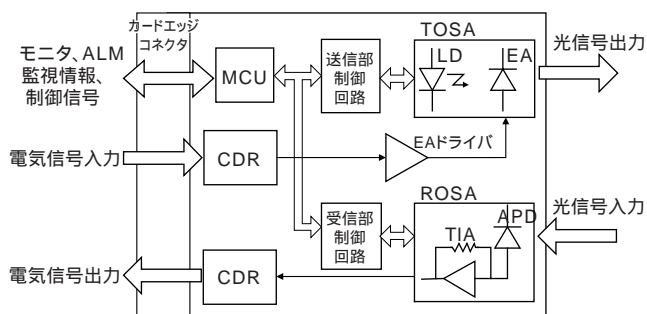 カードエッジ
コネクタ
TOSA
モニタ、ALM
監視情報、
制御信号
MCU
送信部
制御
回路
LD
EA
光信号出力
電気信号入力
CDR
EAドライバ
ROSA
受信部
制御
回路
TIA
APD
光信号入力
電気信号出力
CDR